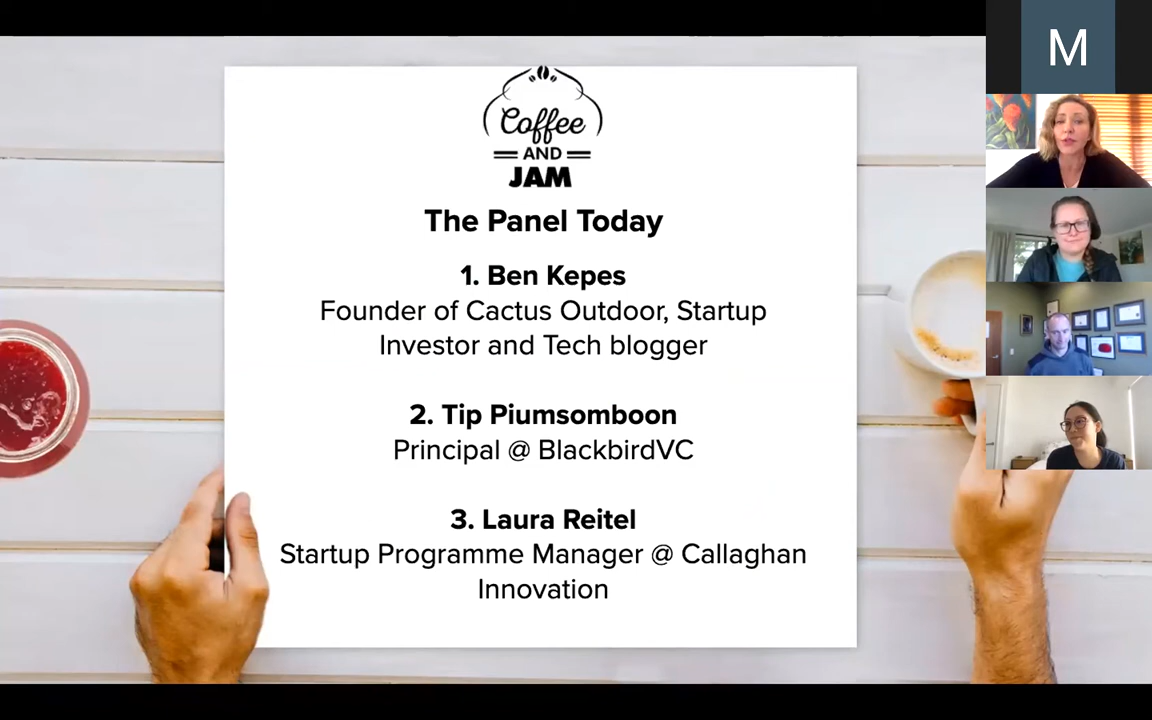 Coffee
AND
JAM
The Panel Today
1. Ben Kepes
Founder of Cactus Outdoor, Startup
Investor and Tech blogger
2. Tip Piumsomboon
Principal @ BlackbirdVC
3. Laura Reitel
Startup Programme Manager @ Callaghan
Innovation
M